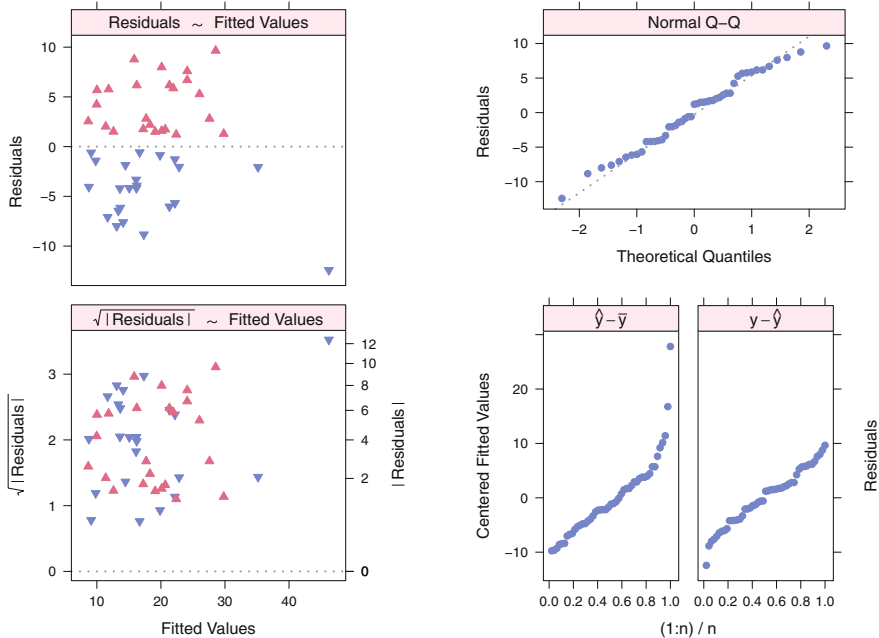 Residuals ~ Fitted Values
10
5
0
−5
−10
Residuals
√|Residuals| ~ Fitted Values
3
2
1
0
√|Residuals|
12
10
8
6
4
2
0
|Residuals|
10 20 30 40
Fitted Values
Normal Q−Q
10
5
0
−5
−10
Residuals
−2 −1 0 1 2
Theoretical Quantiles
ŷ − ȳ
y − ŷ
20
10
0
−10
Centered Fitted Values
Residuals
0.0 0.2 0.4 0.6 0.8 1.0
0.0 0.2 0.4 0.6 0.8 1.0
(1:n) / n